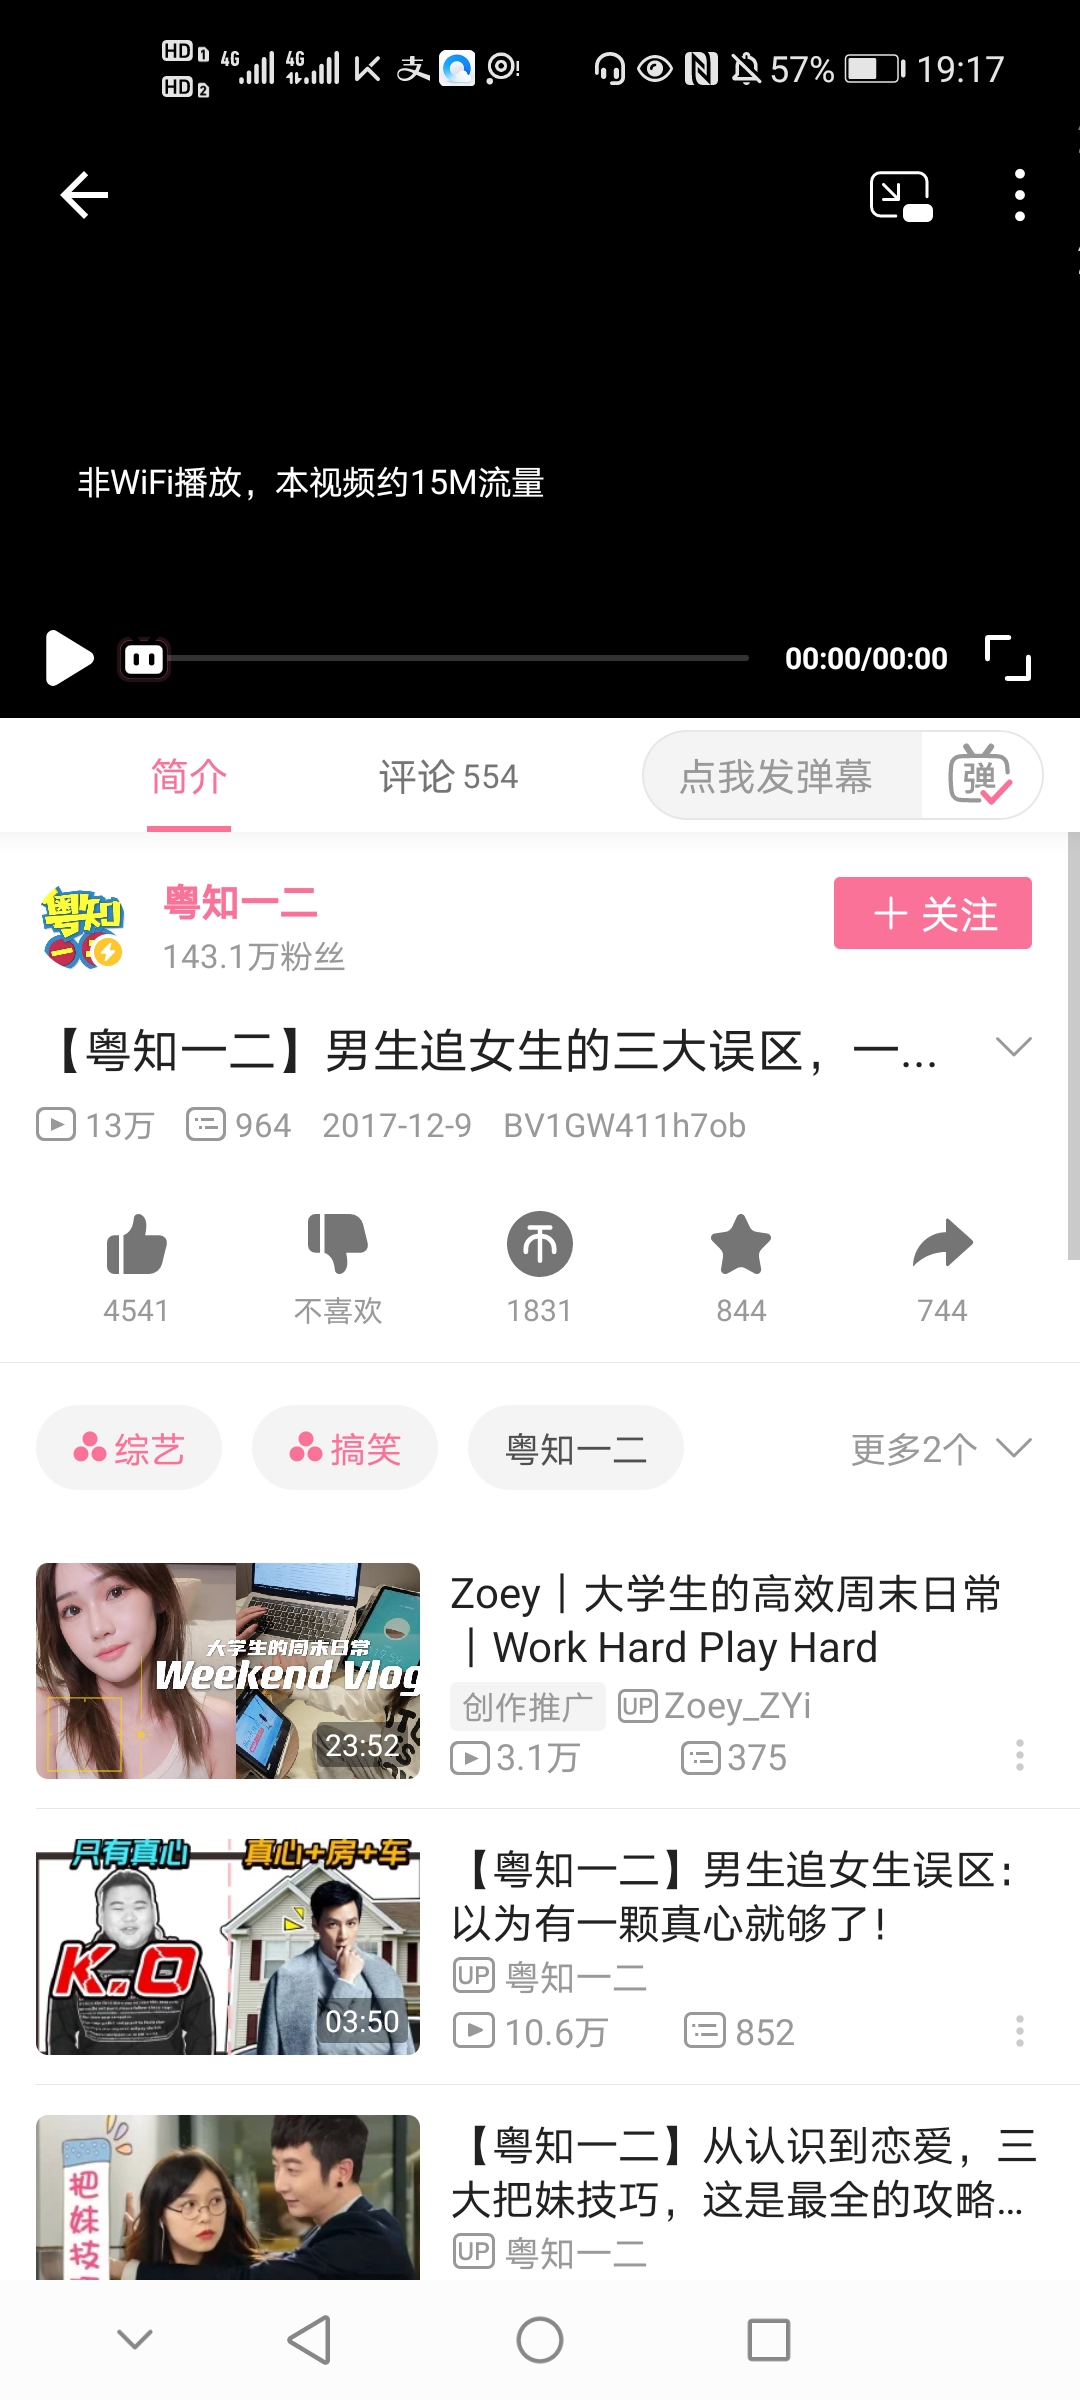 HD 1 4G 4G 57% 19:17
HD 2
非WiFi播放，本视频约15M流量
00:00/00:00
简介 评论 554 点我发弹幕 弹
粤知一二
粤知一二
143.1万粉丝
＋关注
【粤知一二】男生追女生的三大误区，一...
13万 964 2017-12-9 BV1GW411h7ob
4541 不喜欢 1831 844 744
综艺 搞笑 粤知一二 更多2个
大学生的周末日常
Weekend Vlog
23:52
Zoey｜大学生的高效周末日常
｜Work Hard Play Hard
创作推广 UP Zoey_ZYi
3.1万 375
只有真心 真心+房+车
K.O
03:50
【粤知一二】男生追女生误区：
以为有一颗真心就够了！
UP 粤知一二
10.6万 852
把妹技
【粤知一二】从认识到恋爱，三
大把妹技巧，这是最全的攻略...
UP 粤知一二